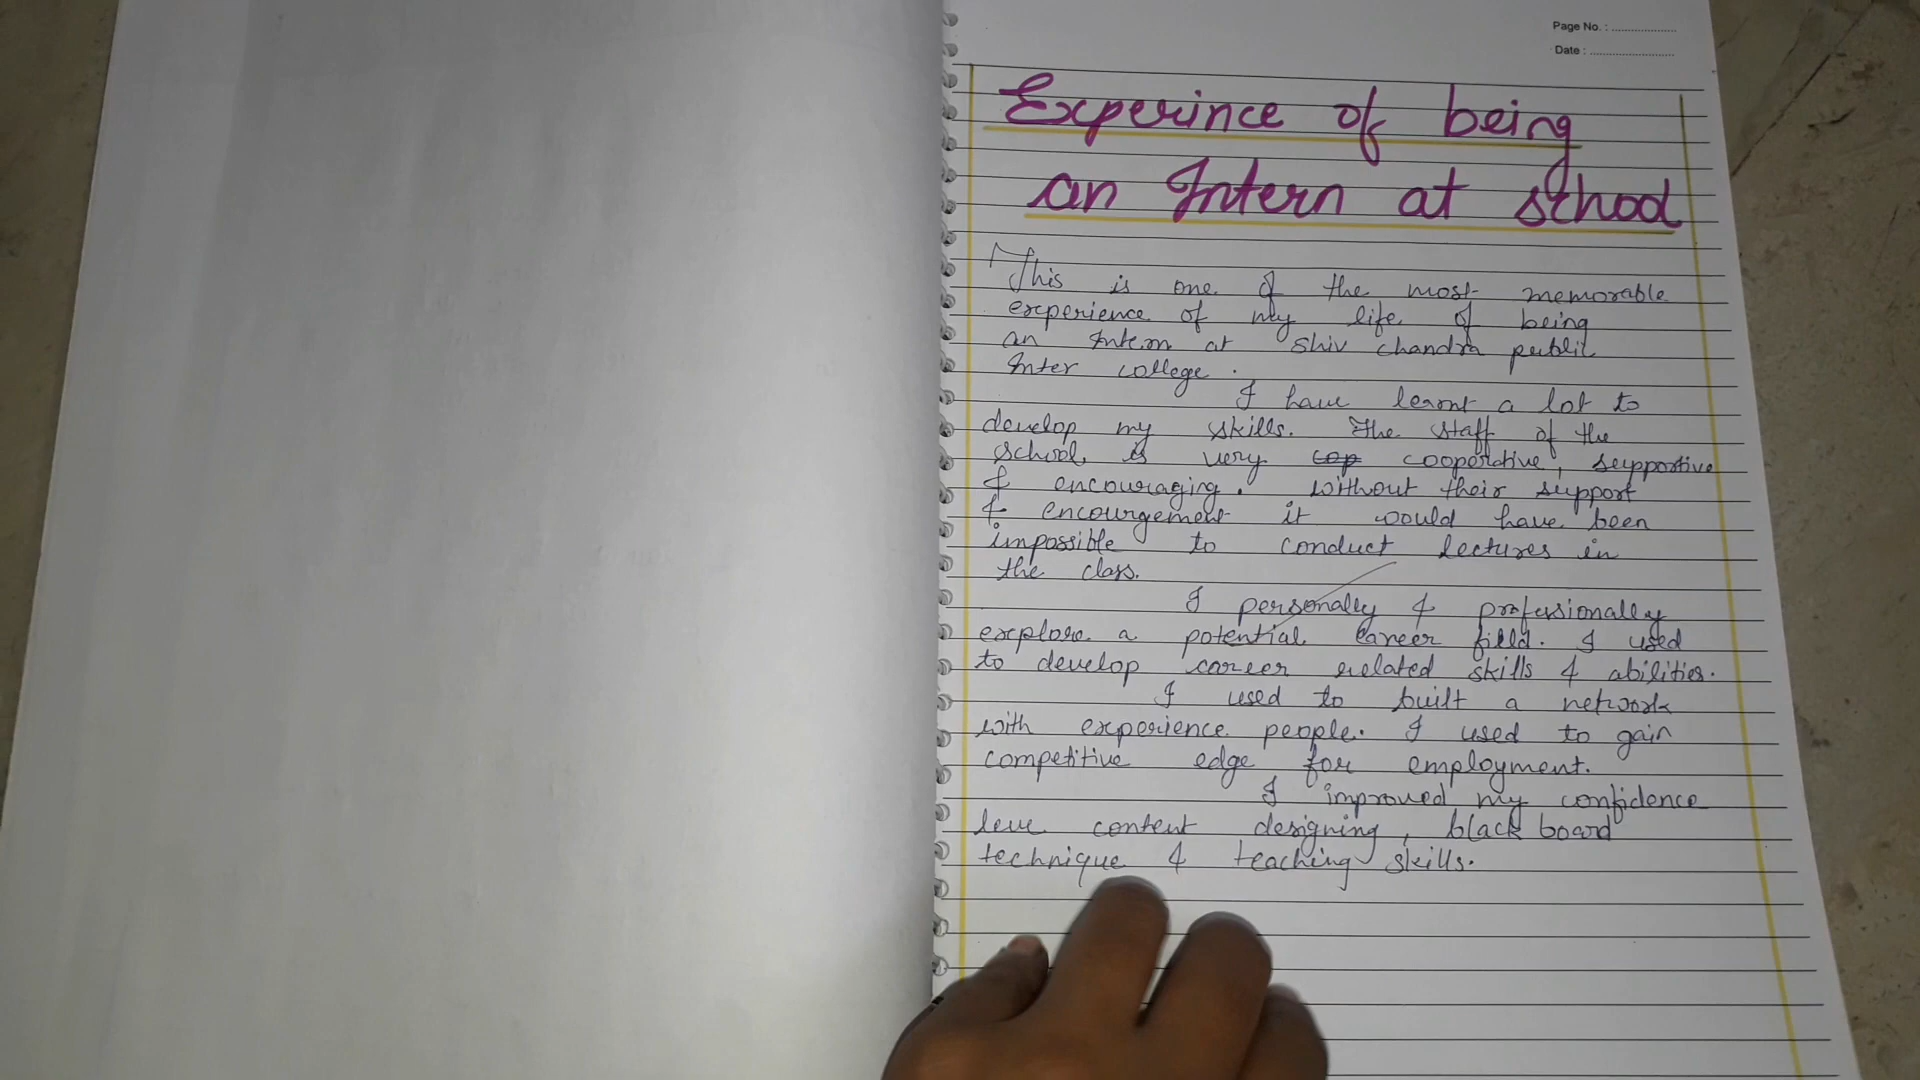 Page No. : ....................
Date : .........................
Experince of being
an Intern at school
This is one of the most memorable
experience of my life of being
an Intern at Shiv Chandra public
Inter college.
I have learnt a lot to
develop my skills. The staff of the
school is very cop cooperative, supportive
& encouraging. Without their support
& encourgement it would have been
impossible to conduct lectures in
the class.
I personally & professionally
explore a potential career filld. I used
to develop career related skills & abilities.
I used to built a network
with experience people. I used to gain
competitive edge for employment.
I improved my confidence
leve content designing, black board
technique & teaching skills.